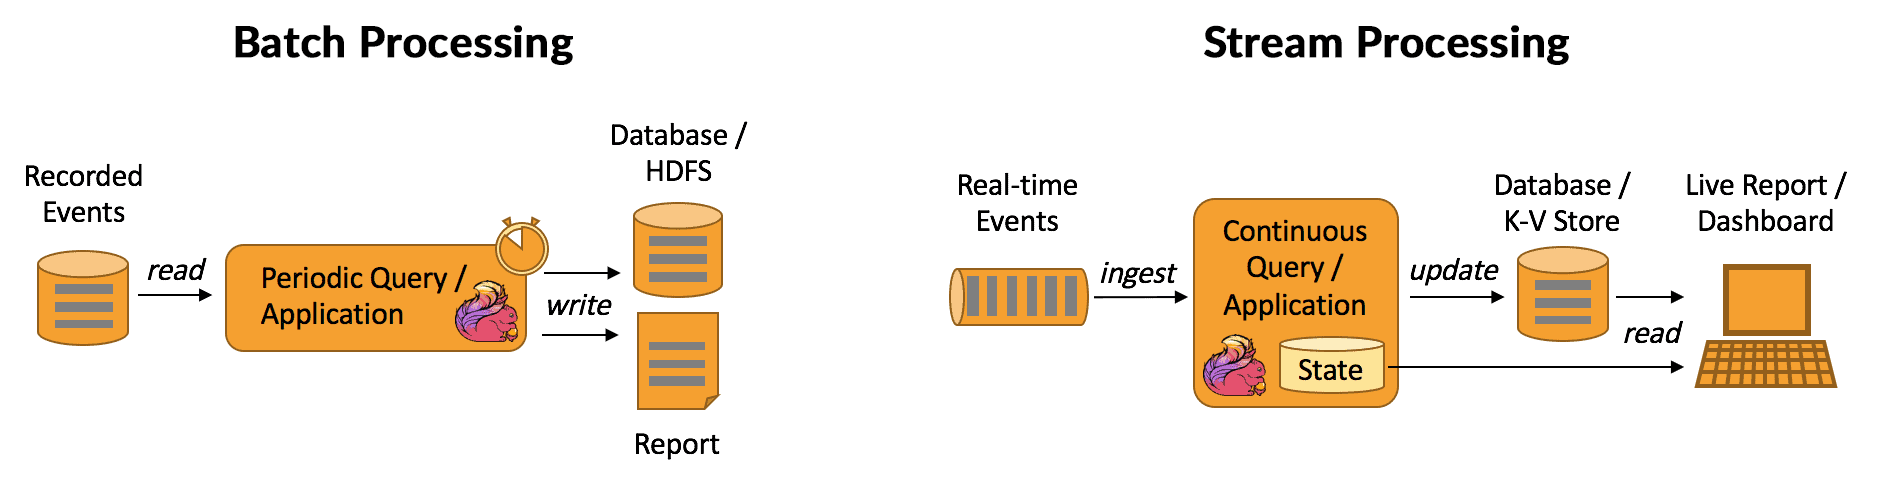 Batch Processing
Recorded
Events
read
Periodic Query /
Application
write
Database /
HDFS
Report
Stream Processing
Real-time
Events
ingest
Continuous
Query /
Application
State
update
Database /
K-V Store
read
Live Report /
Dashboard